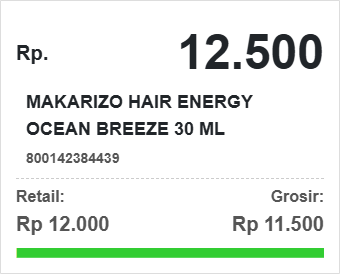 Rp. 12.500
MAKARIZO HAIR ENERGY
OCEAN BREEZE 30 ML
800142384439
Retail: Grosir:
Rp 12.000 Rp 11.500